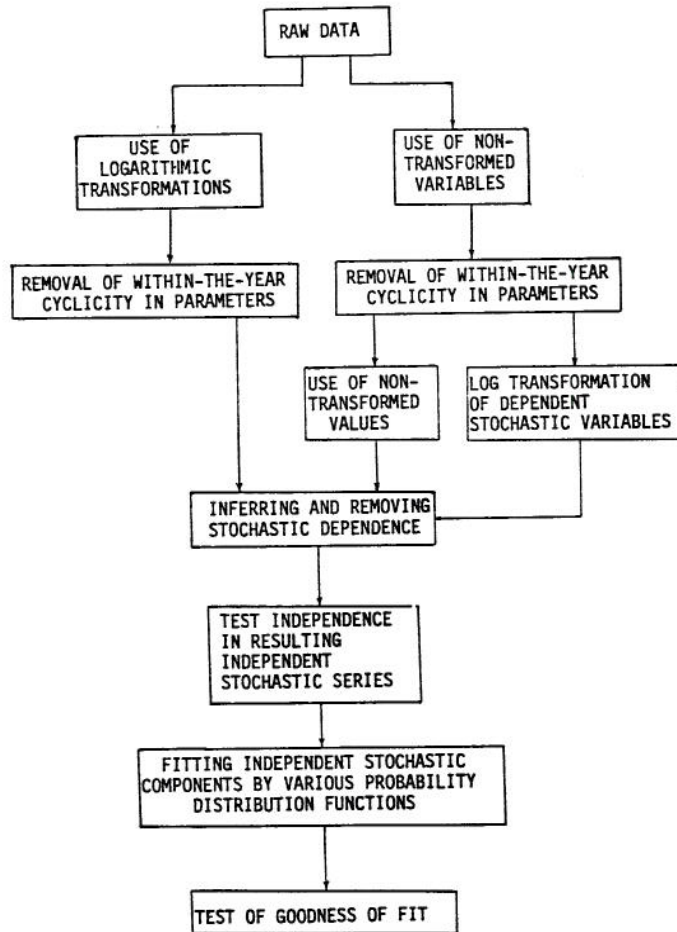 RAW DATA
USE OF
LOGARITHMIC
TRANSFORMATIONS
USE OF NON-
TRANSFORMED
VARIABLES
REMOVAL OF WITHIN-THE-YEAR
CYCLICITY IN PARAMETERS
REMOVAL OF WITHIN-THE-YEAR
CYCLICITY IN PARAMETERS
USE OF NON-
TRANSFORMED
VALUES
LOG TRANSFORMATION
OF DEPENDENT
STOCHASTIC VARIABLES
INFERRING AND REMOVING
STOCHASTIC DEPENDENCE
TEST INDEPENDENCE
IN RESULTING
INDEPENDENT
STOCHASTIC SERIES
FITTING INDEPENDENT STOCHASTIC
COMPONENTS BY VARIOUS PROBABILITY
DISTRIBUTION FUNCTIONS
TEST OF GOODNESS OF FIT